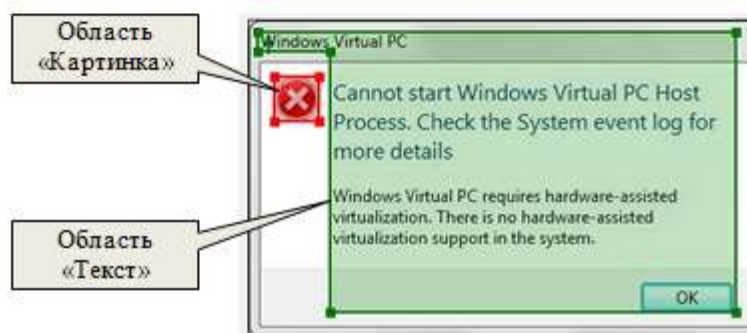 Область
«Картинка»
Windows Virtual PC
Cannot start Windows Virtual PC Host
Process. Check the System event log for
more details
Windows Virtual PC requires hardware-assisted
virtualization. There is no hardware-assisted
virtualization support in the system.
Область
«Текст»
OK